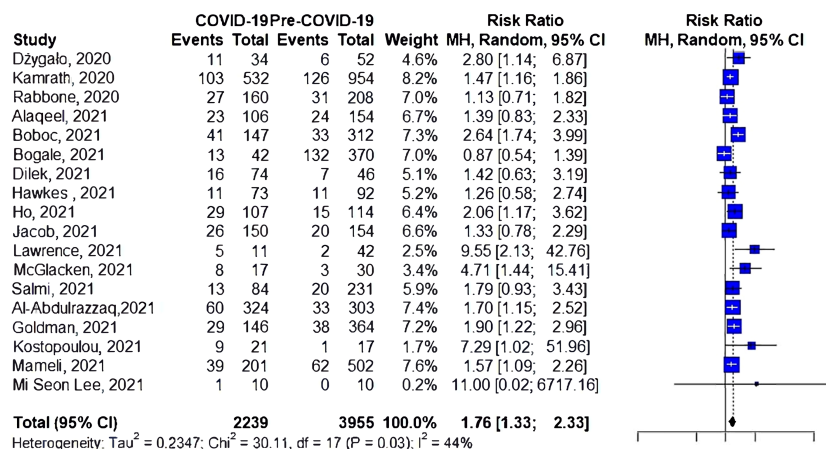 COVID-19 Pre-COVID-19 Risk Ratio Risk Ratio
Study Events Total Events Total Weight MH, Random, 95% CI MH, Random, 95% CI
Dżygało, 2020 11 34 6 52 4.6% 2.80 [1.14; 6.87]
Kamrath, 2020 103 532 126 954 8.0% 1.47 [1.16; 1.86]
Rabbone, 2020 27 160 31 208 7.0% 1.13 [0.71; 1.82]
Alaqeel, 2021 23 106 24 154 6.8% 1.39 [0.83; 2.33]
Boboc, 2021 41 147 33 312 7.3% 2.64 [1.74; 3.99]
Bogale, 2021 13 42 132 370 7.0% 0.87 [0.54; 1.39]
Dilek, 2021 16 74 7 46 5.1% 1.42 [0.63; 3.19]
Hawkes , 2021 11 73 11 92 5.3% 1.26 [0.58; 2.74]
Ho, 2021 29 107 15 114 6.4% 2.06 [1.17; 3.62]
Jacob, 2021 26 150 20 154 6.6% 1.33 [0.78; 2.29]
Lawrence, 2021 5 11 2 42 2.5% 9.55 [2.13; 42.76]
McGlacken, 2021 8 17 3 30 3.4% 4.71 [1.44; 15.41]
Salmi, 2021 13 84 20 231 5.9% 1.79 [0.93; 3.43]
Al-Abdulrazzaq,2021 60 324 33 303 7.4% 1.70 [1.15; 2.52]
Goldman, 2021 29 146 38 364 7.1% 1.90 [1.22; 2.96]
Kostopoulou, 2021 9 21 1 17 1.7% 7.29 [1.02; 51.96]
Mameli, 2021 39 201 62 502 7.6% 1.57 [1.09; 2.26]
Mi Seon Lee, 2021 1 10 0 10 0.2% 11.00 [0.02; 6717.16]
Total (95% CI) 2239 3955 100.0% 1.76 [1.33; 2.33]
Heterogeneity: Tau² = 0.2347; Chi² = 30.11, df = 17 (P = 0.03); I² = 44%